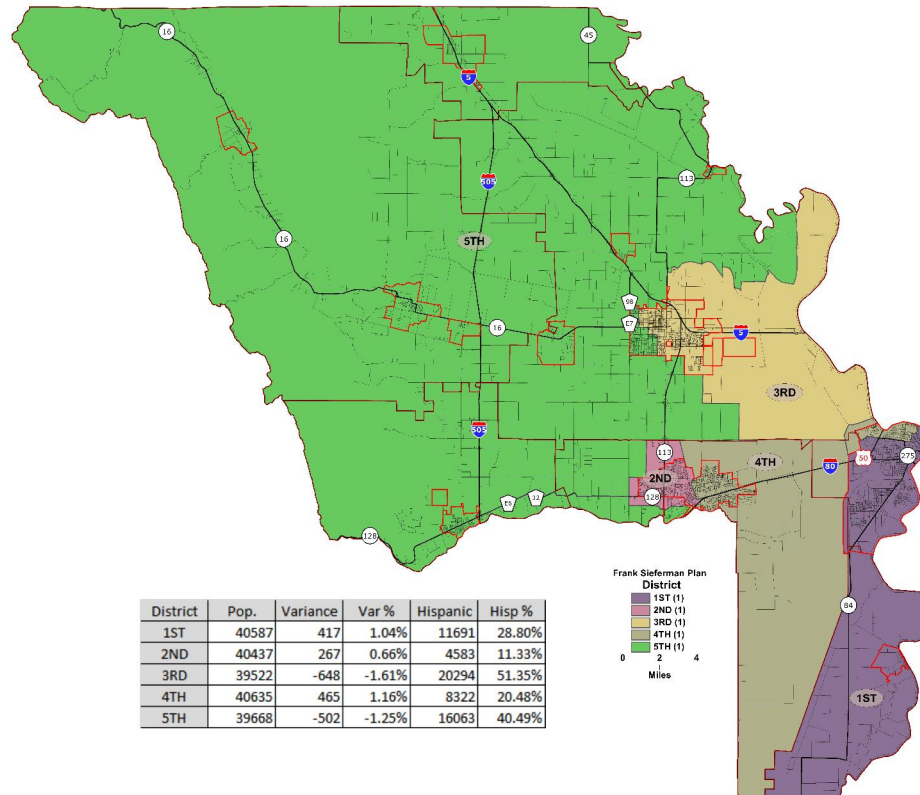 16
45
5
113
505
5TH
16
98
E7
16
5
3RD
505
113
4TH
50
275
80
2ND
128
E6
32
128
84
1ST
Frank Sieferman Plan
District
1ST (1)
2ND (1)
3RD (1)
4TH (1)
5TH (1)
0 2 4
Miles
District Pop. Variance Var % Hispanic Hisp %
1ST 40587 417 1.04% 11691 28.80%
2ND 40437 267 0.66% 4583 11.33%
3RD 39522 -648 -1.61% 20294 51.35%
4TH 40635 465 1.16% 8322 20.48%
5TH 39668 -502 -1.25% 16063 40.49%